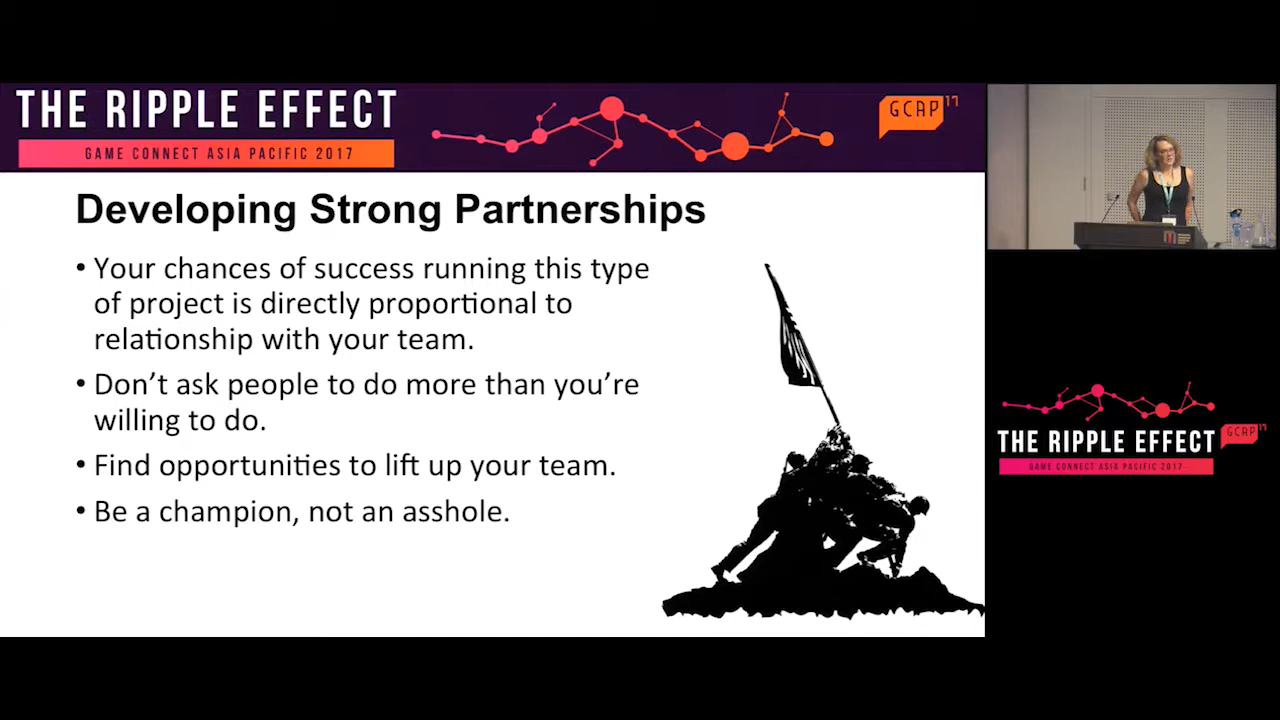 THE RIPPLE EFFECT
GAME CONNECT ASIA PACIFIC 2017
GCAP 17
Developing Strong Partnerships
• Your chances of success running this type
of project is directly proportional to
relationship with your team.
• Don't ask people to do more than you're
willing to do.
• Find opportunities to lift up your team.
• Be a champion, not an asshole.
THE RIPPLE EFFECT
GCAP 17
GAME CONNECT ASIA PACIFIC 2017